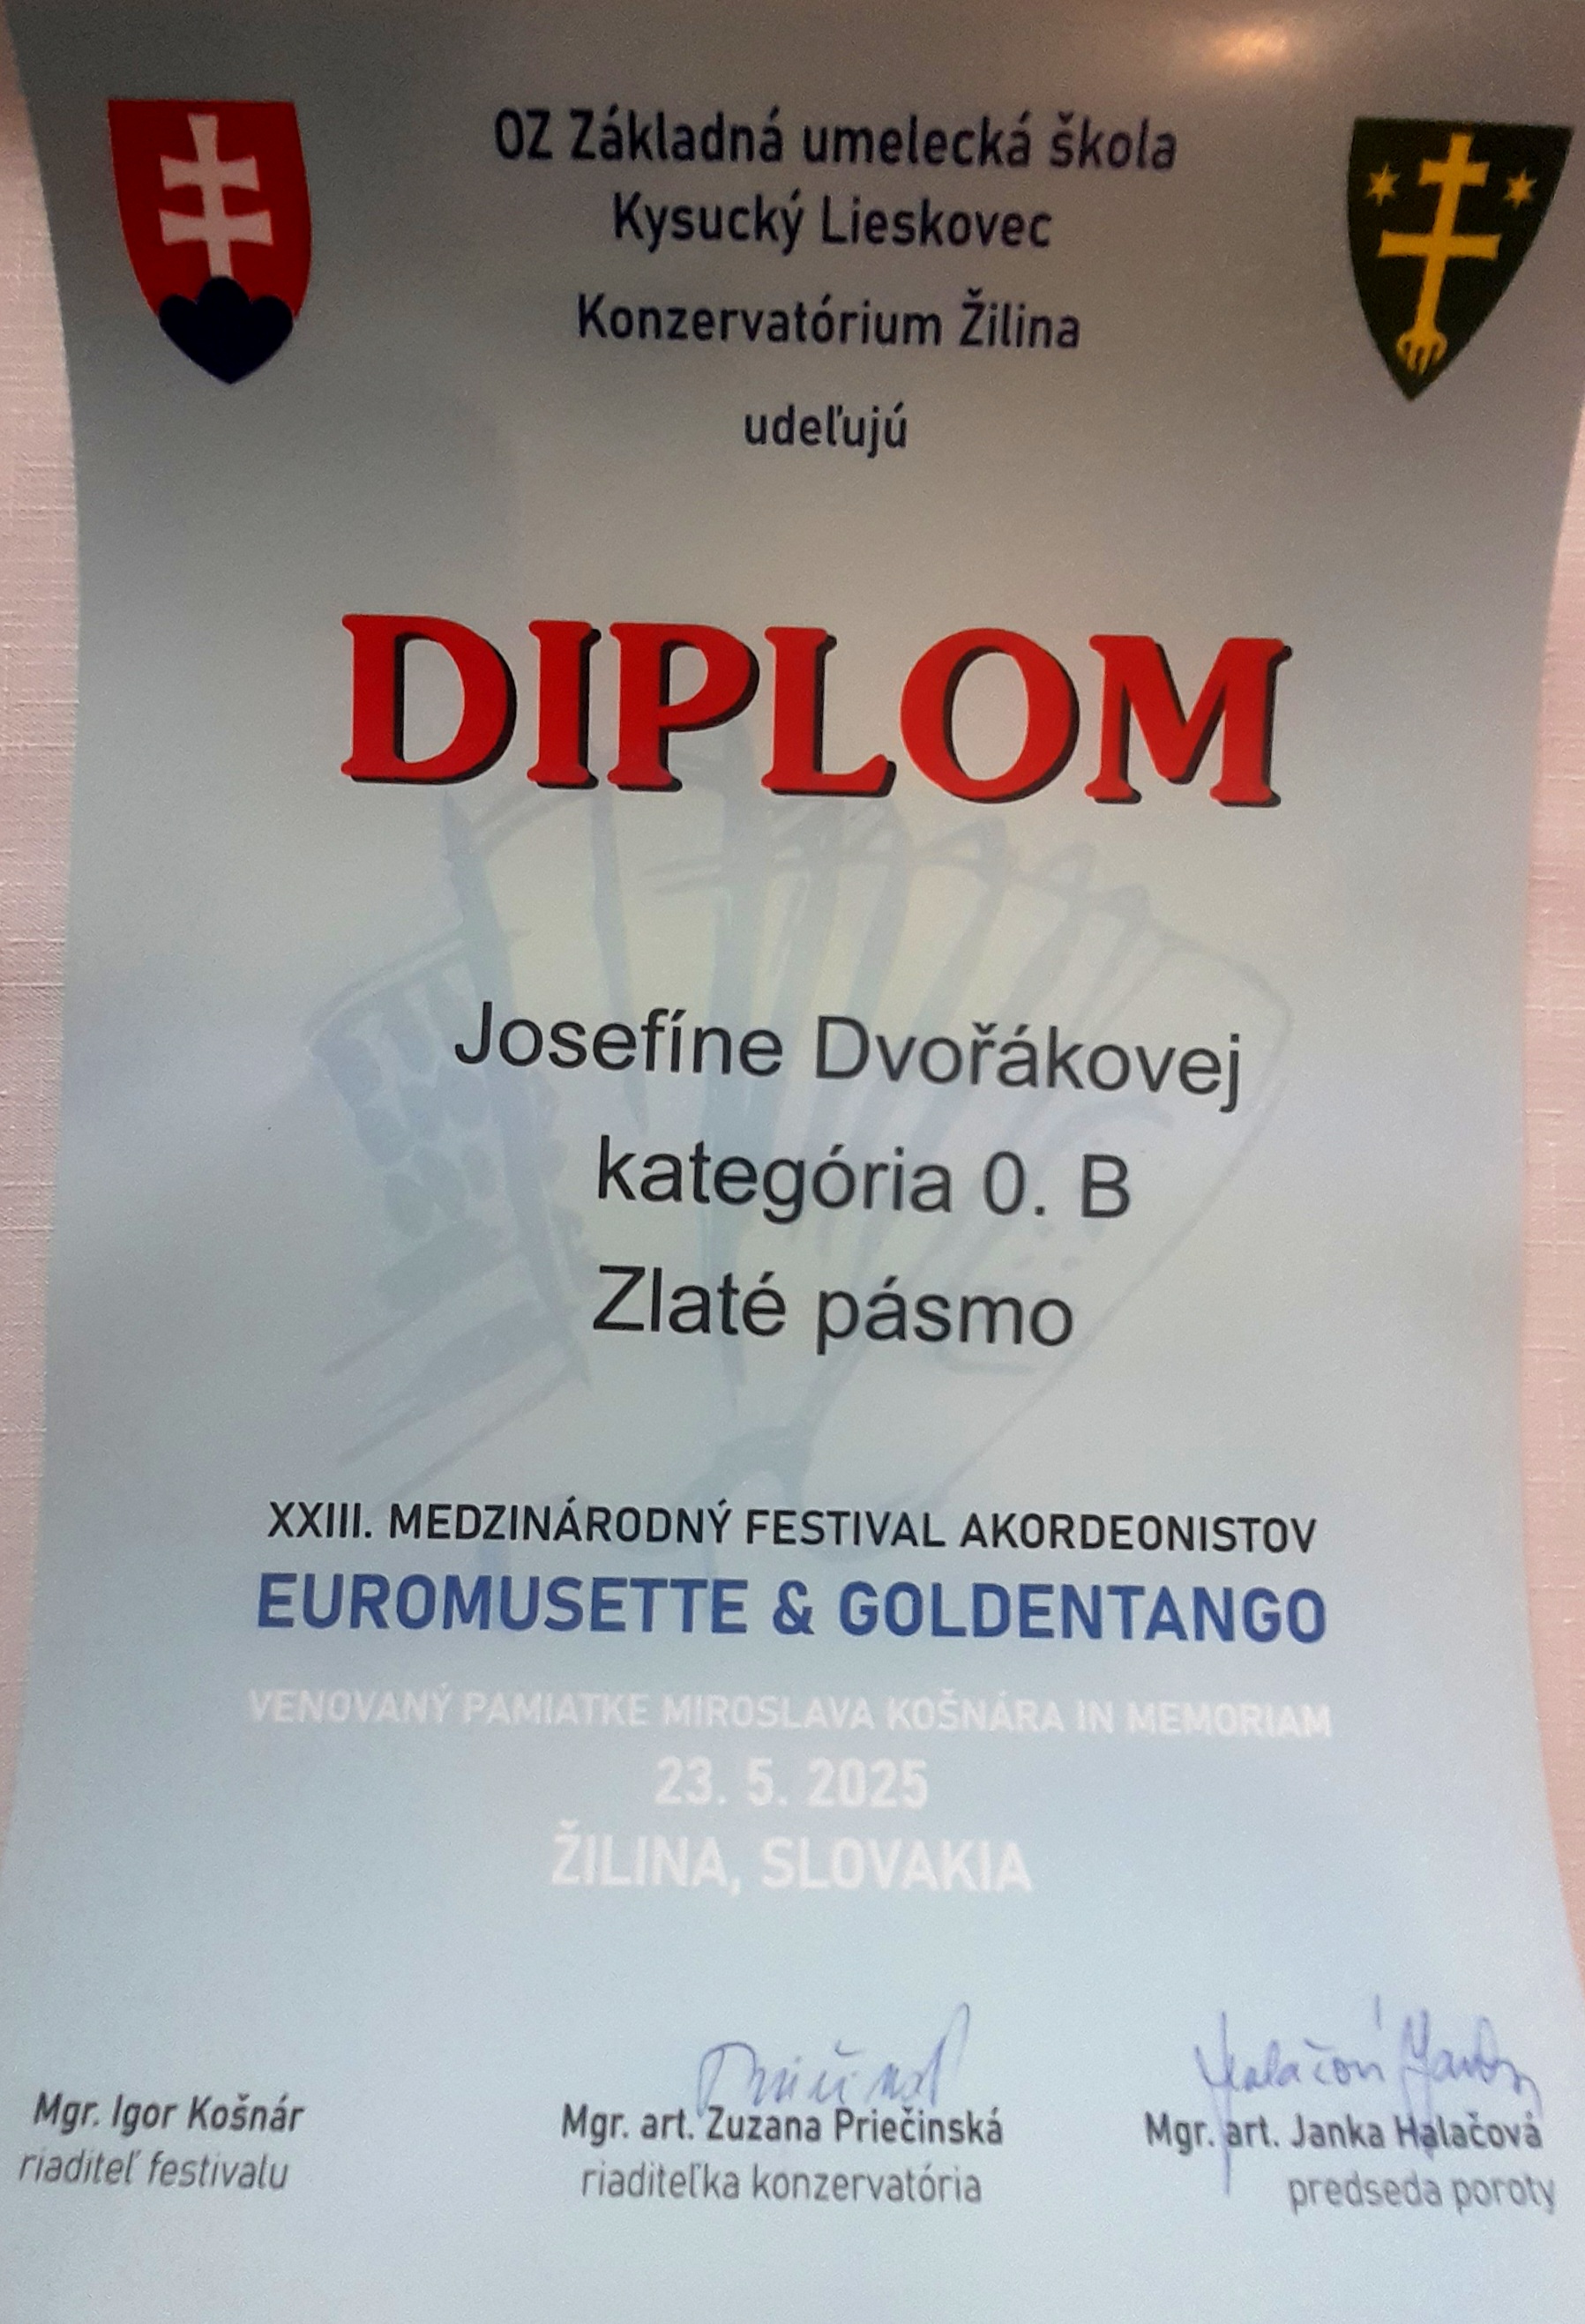 OZ Základná umelecká škola
Kysucký Lieskovec
Konzervatórium Žilina
udeľujú
DIPLOM
Josefíne Dvořákovej
kategória 0. B
Zlaté pásmo
XXIII. MEDZINÁRODNÝ FESTIVAL AKORDEONISTOV
EUROMUSETTE & GOLDENTANGO
VENOVANÝ PAMIATKE MIROSLAVA KOŠNÁRA IN MEMORIAM
23. 5. 2025
ŽILINA, SLOVAKIA
Mgr. Igor Košnár
riaditeľ festivalu
Mgr. art. Zuzana Priečinská
riaditeľka konzervatória
Mgr. art. Janka Halačová
predseda poroty